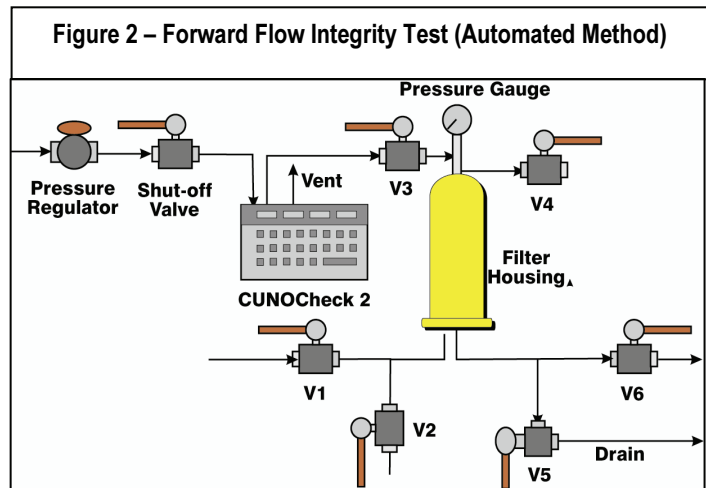 Figure 2 – Forward Flow Integrity Test (Automated Method)
Pressure Gauge
Pressure
Regulator
Shut-off
Valve
Vent
V3
V4
CUNOCheck 2
Filter
Housing
V1
V2
V6
V5
Drain